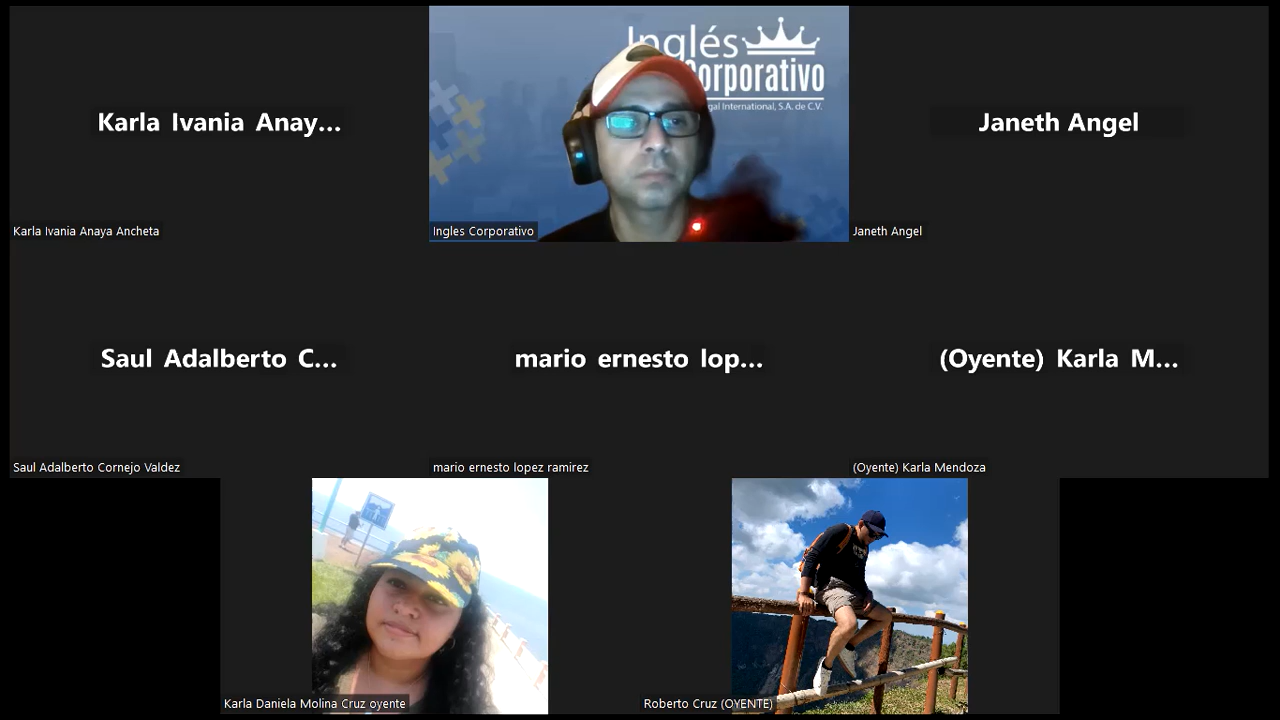 Karla Ivania Anay...
Inglés
Corporativo
gal International, S.A. de C.V.
Janeth Angel
Karla Ivania Anaya Ancheta
Ingles Corporativo
Janeth Angel
Saul Adalberto C...
mario ernesto lop...
(Oyente) Karla M...
Saul Adalberto Cornejo Valdez
mario ernesto lopez ramirez
(Oyente) Karla Mendoza
Karla Daniela Molina Cruz oyente
Roberto Cruz (OYENTE)